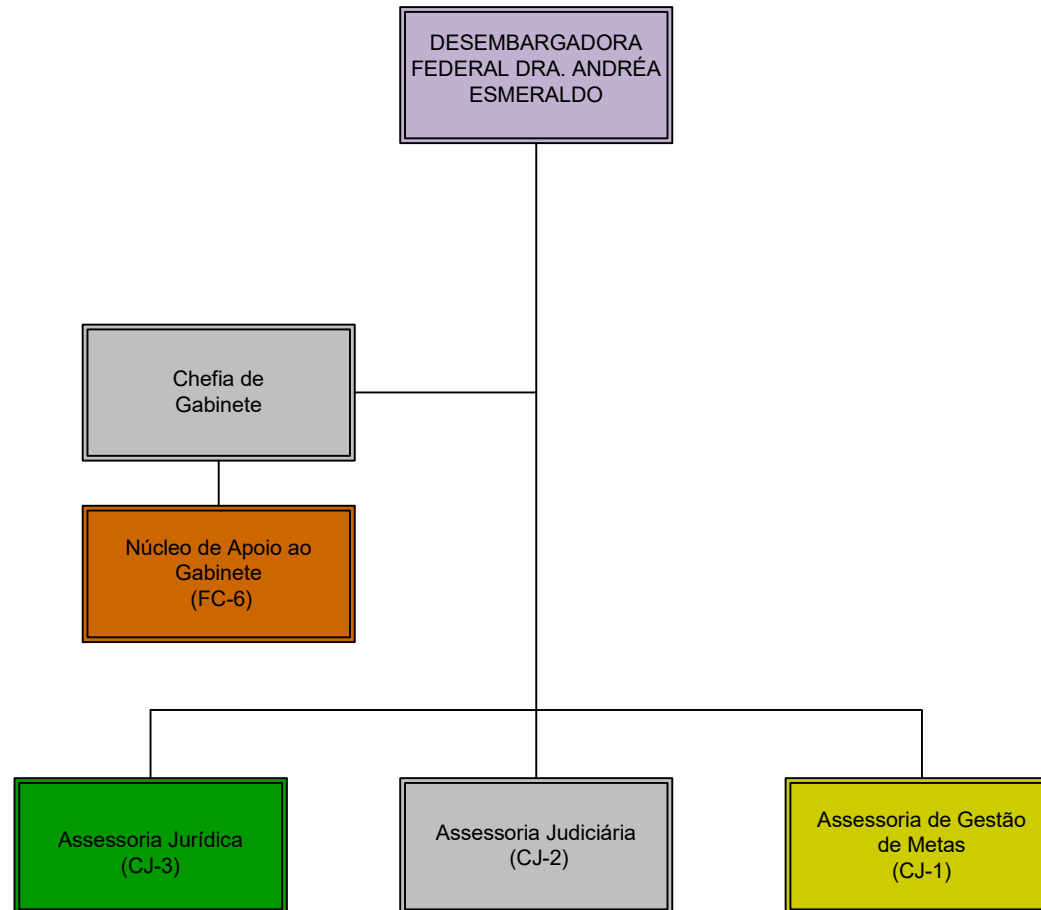 DESEMBARGADORA
FEDERAL DRA. ANDRÉA
ESMERALDO
Chefia de
Gabinete
Núcleo de Apoio ao
Gabinete
(FC-6)
Assessoria Jurídica
(CJ-3)
Assessoria Judiciária
(CJ-2)
Assessoria de Gestão
de Metas
(CJ-1)